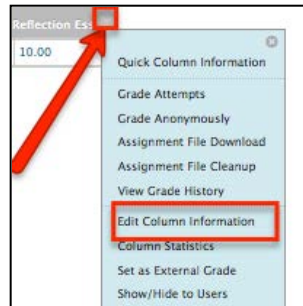 Reflection Es
10.00
Quick Column Information
Grade Attempts
Grade Anonymously
Assignment File Download
Assignment File Cleanup
View Grade History
Edit Column Information
Column Statistics
Set as External Grade
Show/Hide to Users